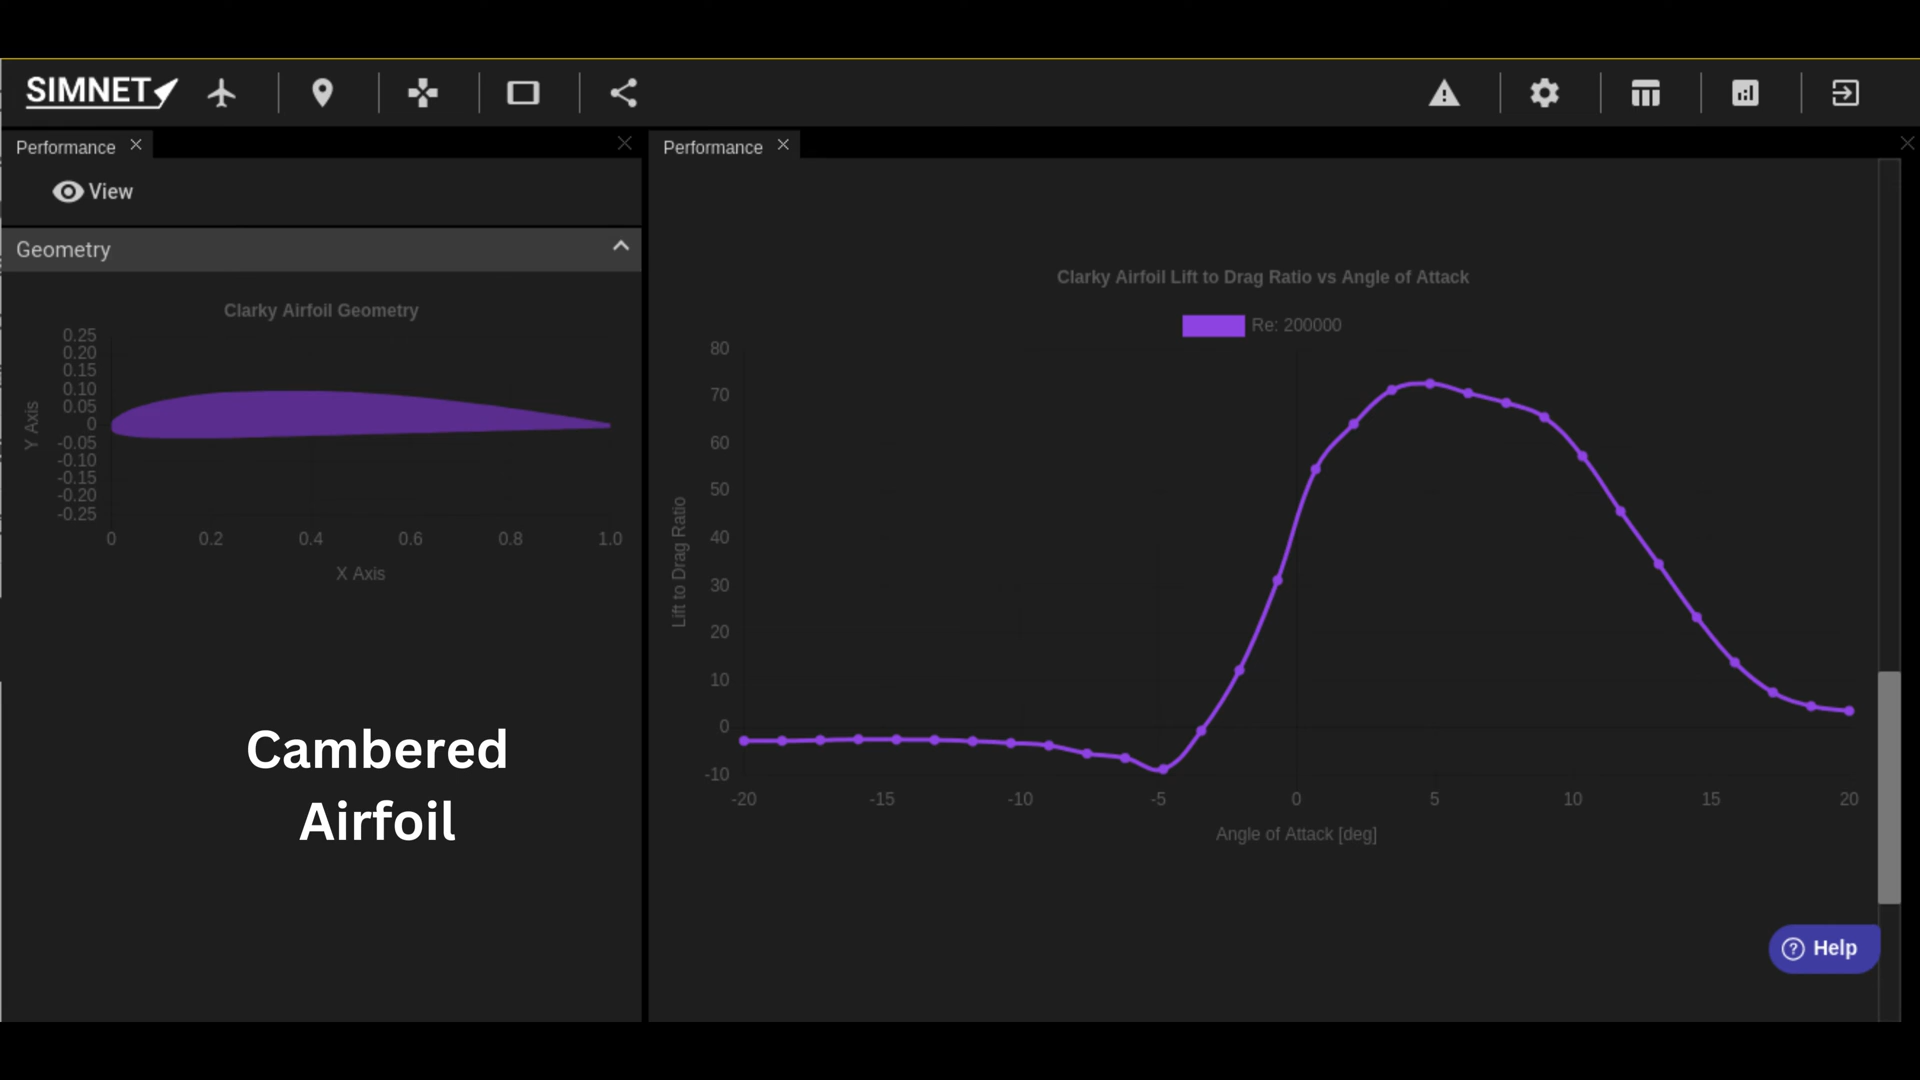 SIMNET
Performance
Performance
View
Geometry
Clarky Airfoil Geometry
0.25
0.20
0.15
0.10
0.05
0
-0.05
-0.10
-0.15
-0.20
-0.25
Y Axis
0 0.2 0.4 0.6 0.8 1.0
X Axis
Cambered
Airfoil
Clarky Airfoil Lift to Drag Ratio vs Angle of Attack
Re: 200000
80
70
60
50
40
30
20
10
0
-10
Lift to Drag Ratio
-20 -15 -10 -5 0 5 10 15 20
Angle of Attack [deg]
? Help